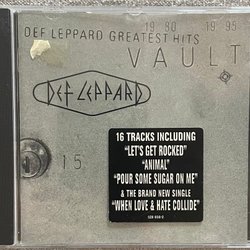 19 80 19 95
DEF LEPPARD GREATEST HITS
VAULT
DEF LEPPARD
15
16 TRACKS INCLUDING
"LET'S GET ROCKED"
"ANIMAL"
"POUR SOME SUGAR ON ME"
& THE BRAND NEW SINGLE
"WHEN LOVE & HATE COLLIDE"